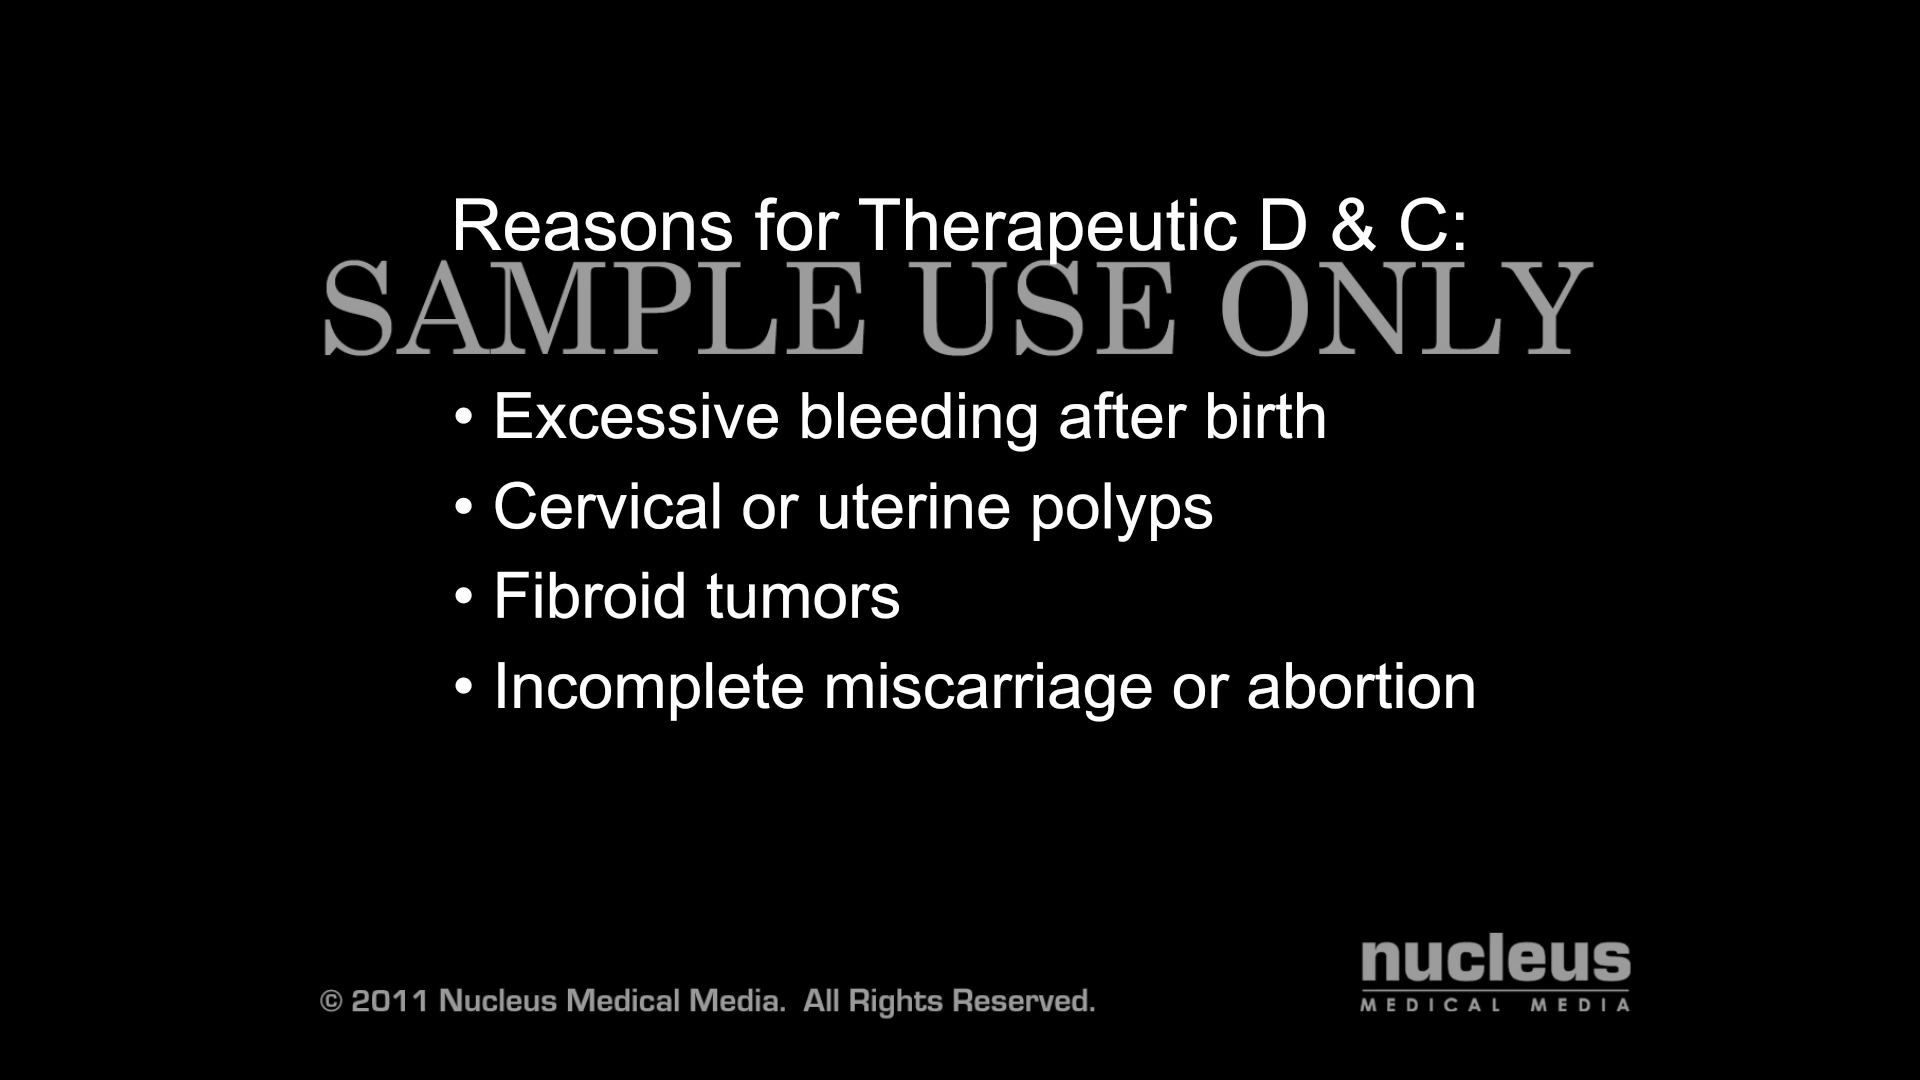 Reasons for Therapeutic D & C:
SAMPLE USE ONLY
• Excessive bleeding after birth
• Cervical or uterine polyps
• Fibroid tumors
• Incomplete miscarriage or abortion
nucleus
MEDICAL MEDIA
© 2011 Nucleus Medical Media. All Rights Reserved.